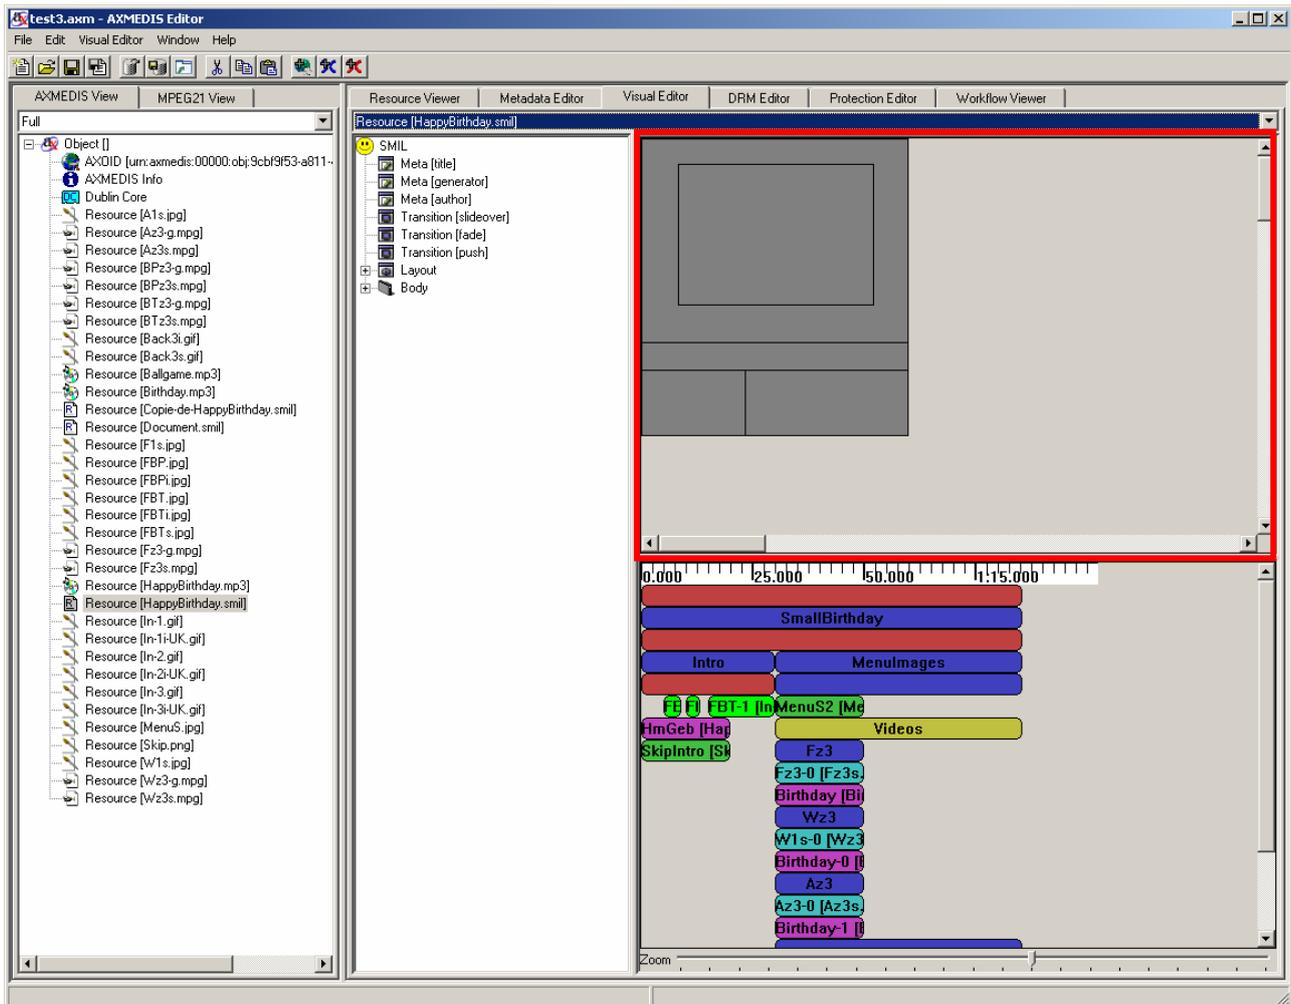 test3.axm - AXMEDIS Editor
File Edit Visual Editor Window Help
AXMEDIS View MPEG21 View
Resource Viewer Metadata Editor Visual Editor DRM Editor Protection Editor Workflow Viewer
Full
Resource [HappyBirthday.smil]
Object []
AXOID [urn:axmedis:00000:obj:9cbf9f53-a811-
AXMEDIS Info
Dublin Core
Resource [A1s.jpg]
Resource [Az3-g.mpg]
Resource [Az3s.mpg]
Resource [BPz3-g.mpg]
Resource [BPz3s.mpg]
Resource [BTz3-g.mpg]
Resource [BTz3s.mpg]
Resource [Back3i.gif]
Resource [Back3s.gif]
Resource [Ballgame.mp3]
Resource [Birthday.mp3]
Resource [Copie-de-HappyBirthday.smil]
Resource [Document.smil]
Resource [F1s.jpg]
Resource [FBP.jpg]
Resource [FBPi.jpg]
Resource [FBT.jpg]
Resource [FBTi.jpg]
Resource [FBTs.jpg]
Resource [Fz3-g.mpg]
Resource [Fz3s.mpg]
Resource [HappyBirthday.mp3]
Resource [HappyBirthday.smil]
Resource [In-1.gif]
Resource [In-1i-UK.gif]
Resource [In-2.gif]
Resource [In-2i-UK.gif]
Resource [In-3.gif]
Resource [In-3i-UK.gif]
Resource [MenuS.jpg]
Resource [Skip.png]
Resource [W1s.jpg]
Resource [Wz3-g.mpg]
Resource [Wz3s.mpg]
SMIL
Meta [title]
Meta [generator]
Meta [author]
Transition [slideover]
Transition [fade]
Transition [push]
Layout
Body
0.000 25.000 50.000 1:15.000
SmallBirthday
Intro MenuImages
FBT-1 [In MenuS2 [Me
HmGeb [Hap Videos
SkipIntro [Sk Fz3
Fz3-0 [Fz3s.
Birthday [Bi
Wz3
W1s-0 [Wz3
Birthday-0 [
Az3
Az3-0 [Az3s.
Birthday-1 [
Zoom